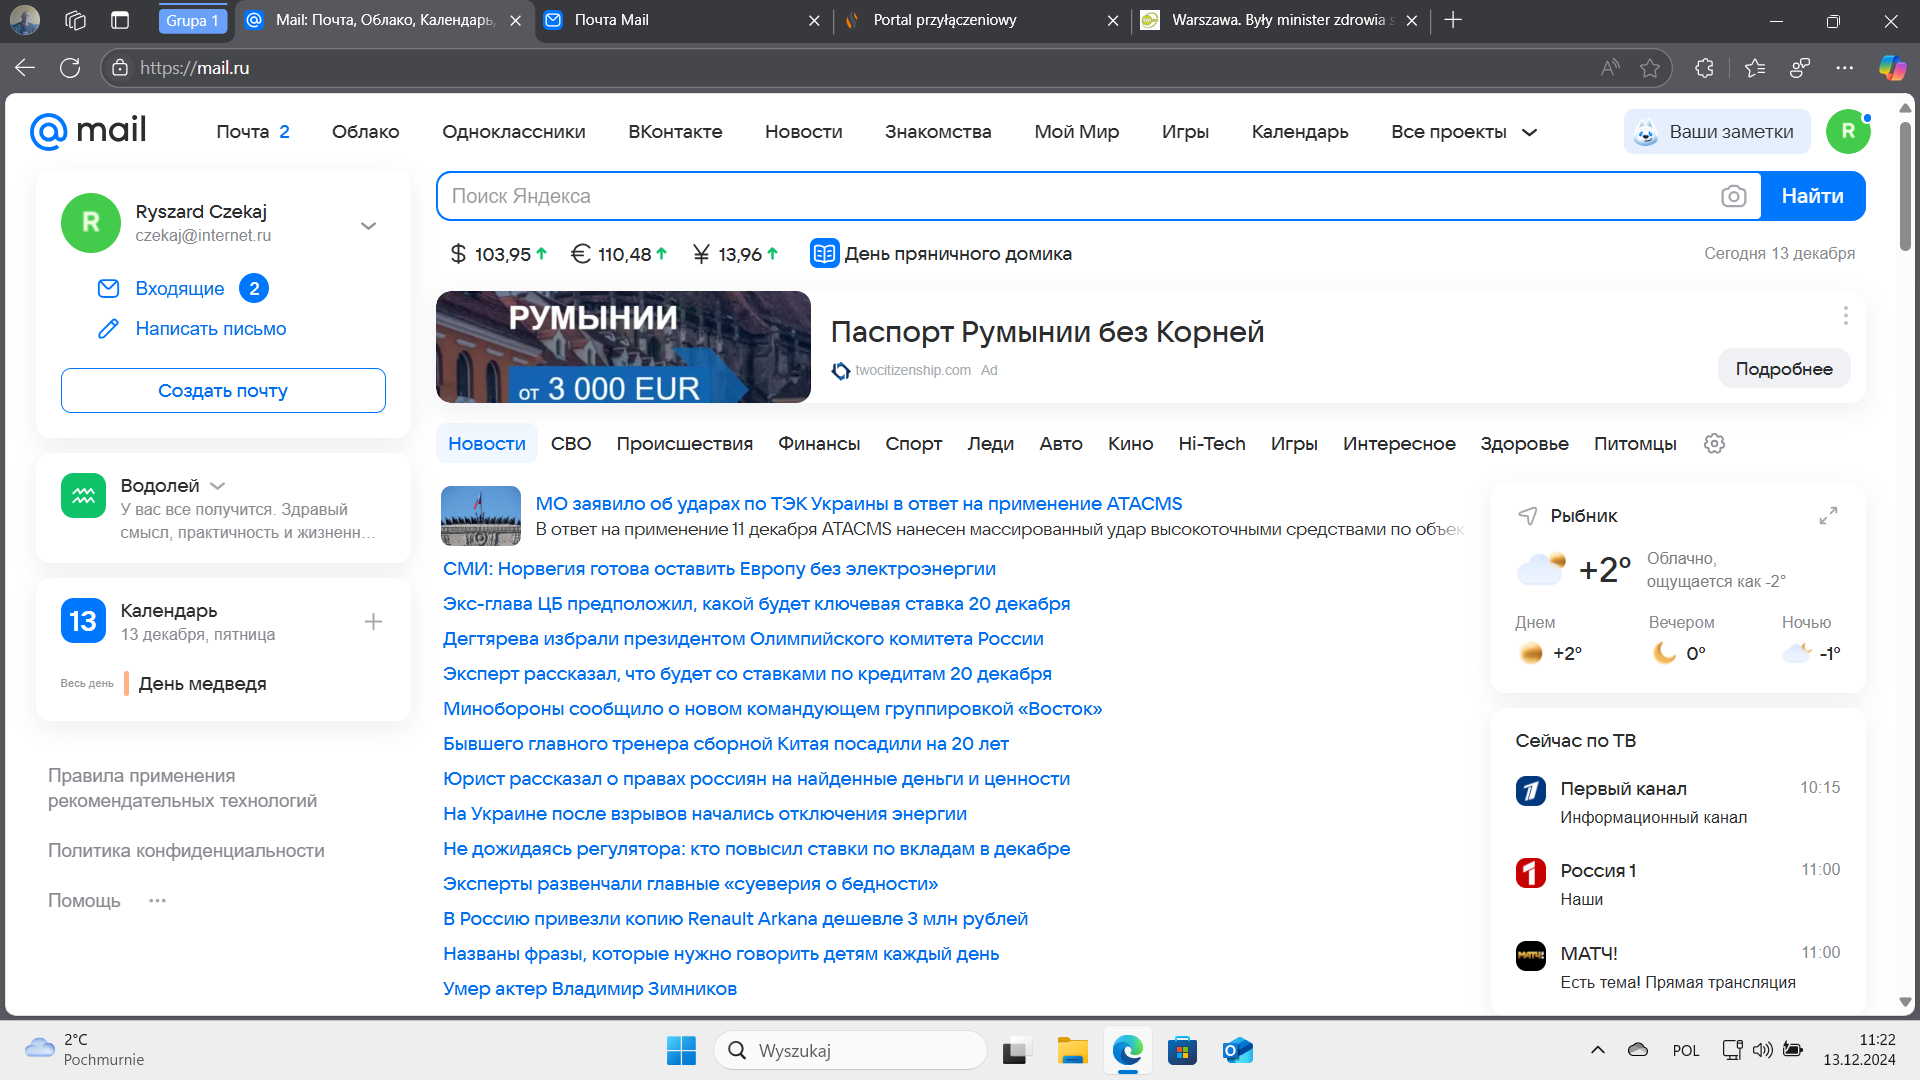 Grupa 1
Mail: Почта, Облако, Календарь,
Почта Mail
Portal przyłączeniowy
Warszawa. Były minister zdrowia s
https://mail.ru
mail
Почта 2
Облако
Одноклассники
ВКонтакте
Новости
Знакомства
Мой Мир
Игры
Календарь
Все проекты
Ваши заметки
R
R
Ryszard Czekaj
czekaj@internet.ru
Входящие 2
Написать письмо
Создать почту
Водолей
У вас все получится. Здравый
смысл, практичность и жизненн...
13
Календарь
13 декабря, пятница
Весь день
День медведя
Правила применения
рекомендательных технологий
Политика конфиденциальности
Помощь
Поиск Яндекса
Найти
$ 103,95
€ 110,48
¥ 13,96
День пряничного домика
Сегодня 13 декабря
РУМЫНИИ
от 3 000 EUR
Паспорт Румынии без Корней
twocitizenship.com Ad
Подробнее
Новости
СВО
Происшествия
Финансы
Спорт
Леди
Авто
Кино
Hi-Tech
Игры
Интересное
Здоровье
Питомцы
МО заявило об ударах по ТЭК Украины в ответ на применение ATACMS
В ответ на применение 11 декабря ATACMS нанесен массированный удар высокоточными средствами по объек
СМИ: Норвегия готова оставить Европу без электроэнергии
Экс-глава ЦБ предположил, какой будет ключевая ставка 20 декабря
Дегтярева избрали президентом Олимпийского комитета России
Эксперт рассказал, что будет со ставками по кредитам 20 декабря
Минобороны сообщило о новом командующем группировкой «Восток»
Бывшего главного тренера сборной Китая посадили на 20 лет
Юрист рассказал о правах россиян на найденные деньги и ценности
На Украине после взрывов начались отключения энергии
Не дожидаясь регулятора: кто повысил ставки по вкладам в декабре
Эксперты развенчали главные «суеверия о бедности»
В Россию привезли копию Renault Arkana дешевле 3 млн рублей
Названы фразы, которые нужно говорить детям каждый день
Умер актер Владимир Зимников
Рыбник
+2°
Облачно,
ощущается как -2°
Днем
Вечером
Ночью
+2°
0°
-1°
Сейчас по ТВ
Первый канал 10:15
Информационный канал
Россия 1 11:00
Наши
МАТЧ!
МАТЧ! 11:00
Есть тема! Прямая трансляция
2°C
Pochmurnie
Wyszukaj
POL
11:22
13.12.2024